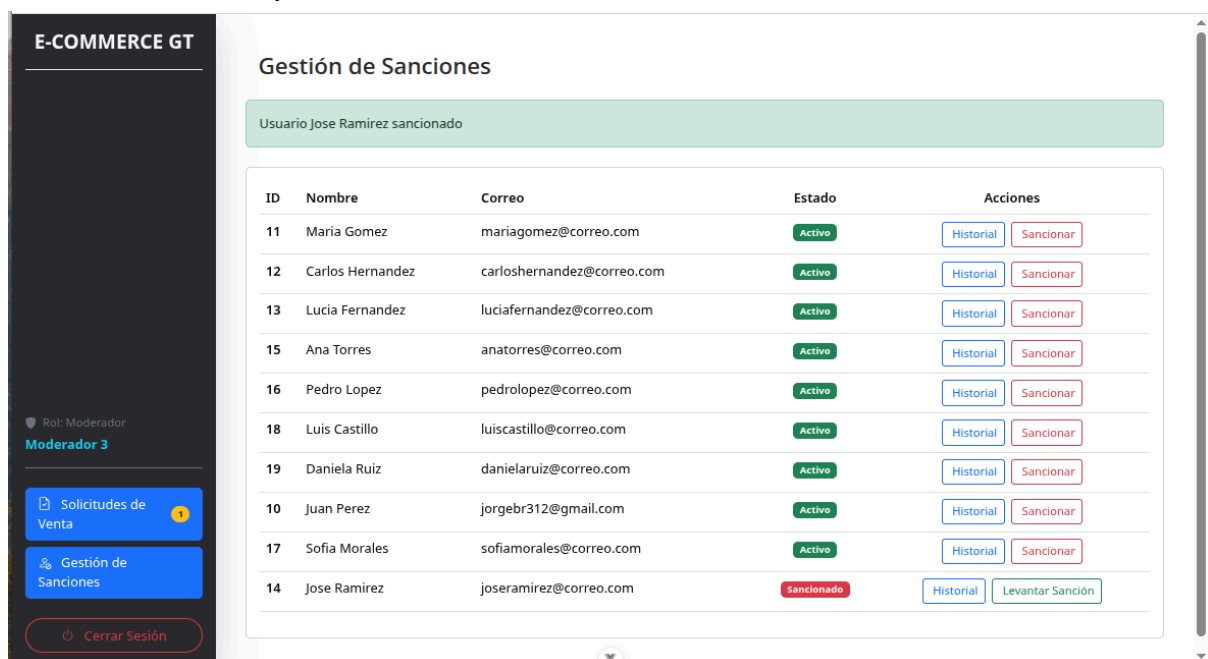 E-COMMERCE GT
Rol: Moderador
Moderador 3
Solicitudes de
Venta
1
Gestión de
Sanciones
Cerrar Sesión
Gestión de Sanciones
Usuario Jose Ramirez sancionado
ID Nombre Correo Estado Acciones
11 Maria Gomez mariagomez@correo.com Activo Historial Sancionar
12 Carlos Hernandez carloshernandez@correo.com Activo Historial Sancionar
13 Lucia Fernandez luciafernandez@correo.com Activo Historial Sancionar
15 Ana Torres anatorres@correo.com Activo Historial Sancionar
16 Pedro Lopez pedrolopez@correo.com Activo Historial Sancionar
18 Luis Castillo luiscastillo@correo.com Activo Historial Sancionar
19 Daniela Ruiz danielaruiz@correo.com Activo Historial Sancionar
10 Juan Perez jorgebr312@gmail.com Activo Historial Sancionar
17 Sofia Morales sofiamorales@correo.com Activo Historial Sancionar
14 Jose Ramirez joseramirez@correo.com Sancionado Historial Levantar Sanción